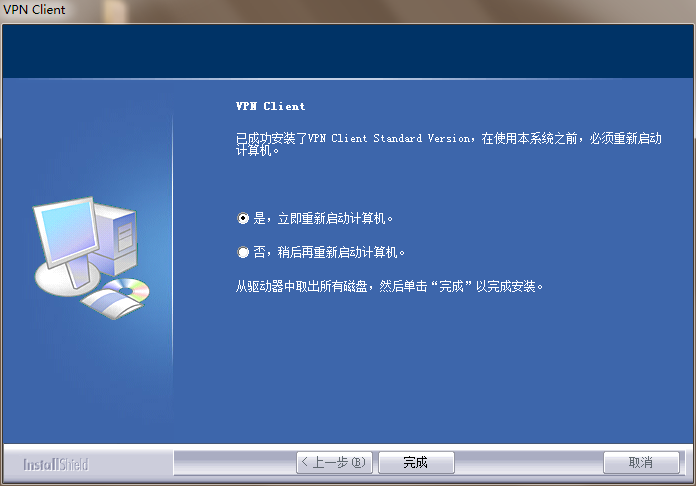 VPN Client
VPN Client
已成功安装了VPN Client Standard Version，在使用本系统之前，必须重新启动
计算机。
是，立即重新启动计算机。
否，稍后再重新启动计算机。
从驱动器中取出所有磁盘，然后单击“完成”以完成安装。
InstallShield
< 上一步(B)
完成
取消